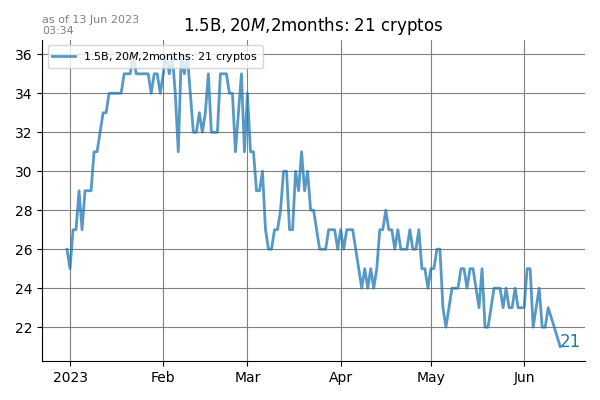 as of 13 Jun 2023
03:34
1.5B, 20M,2months: 21 cryptos
1.5B, 20M,2months: 21 cryptos
36
34
32
30
28
26
24
22
21
2023 Feb Mar Apr May Jun